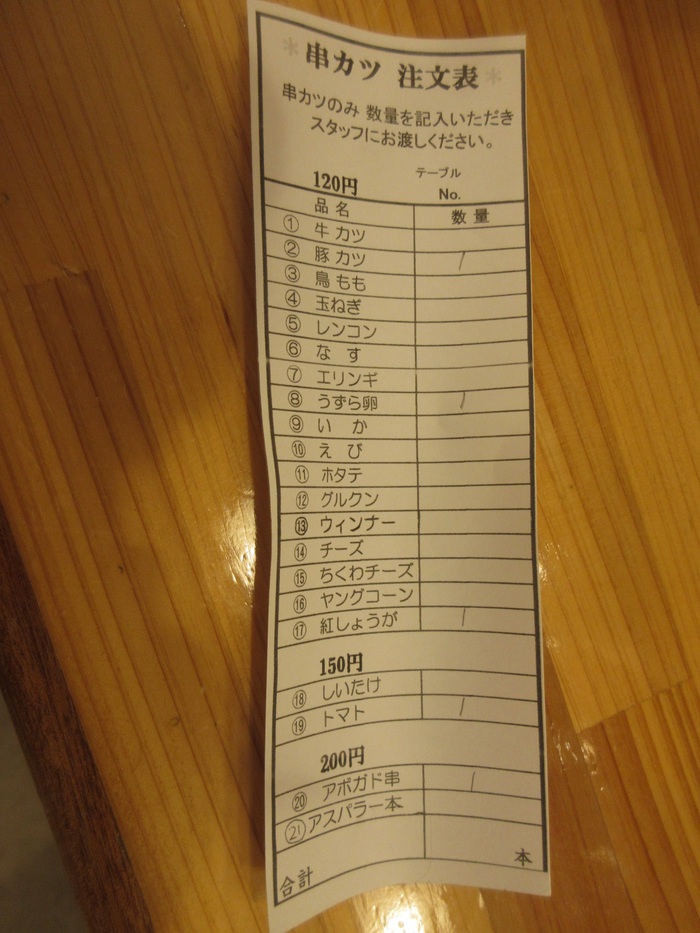 ＊串カツ 注文表＊
串カツのみ 数量を記入いただき
スタッフにお渡しください。
120円 テーブル No.
品名 数量
① 牛カツ
② 豚カツ 1
③ 鳥もも
④ 玉ねぎ
⑤ レンコン
⑥ なす
⑦ エリンギ
⑧ うずら卵 1
⑨ いか
⑩ えび
⑪ ホタテ
⑫ グルクン
⑬ ウィンナー
⑭ チーズ
⑮ ちくわチーズ
⑯ ヤングコーン
⑰ 紅しょうが 1
150円
⑱ しいたけ
⑲ トマト 1
200円
⑳ アボガド串 1
㉑ アスパラ一本
合計 本